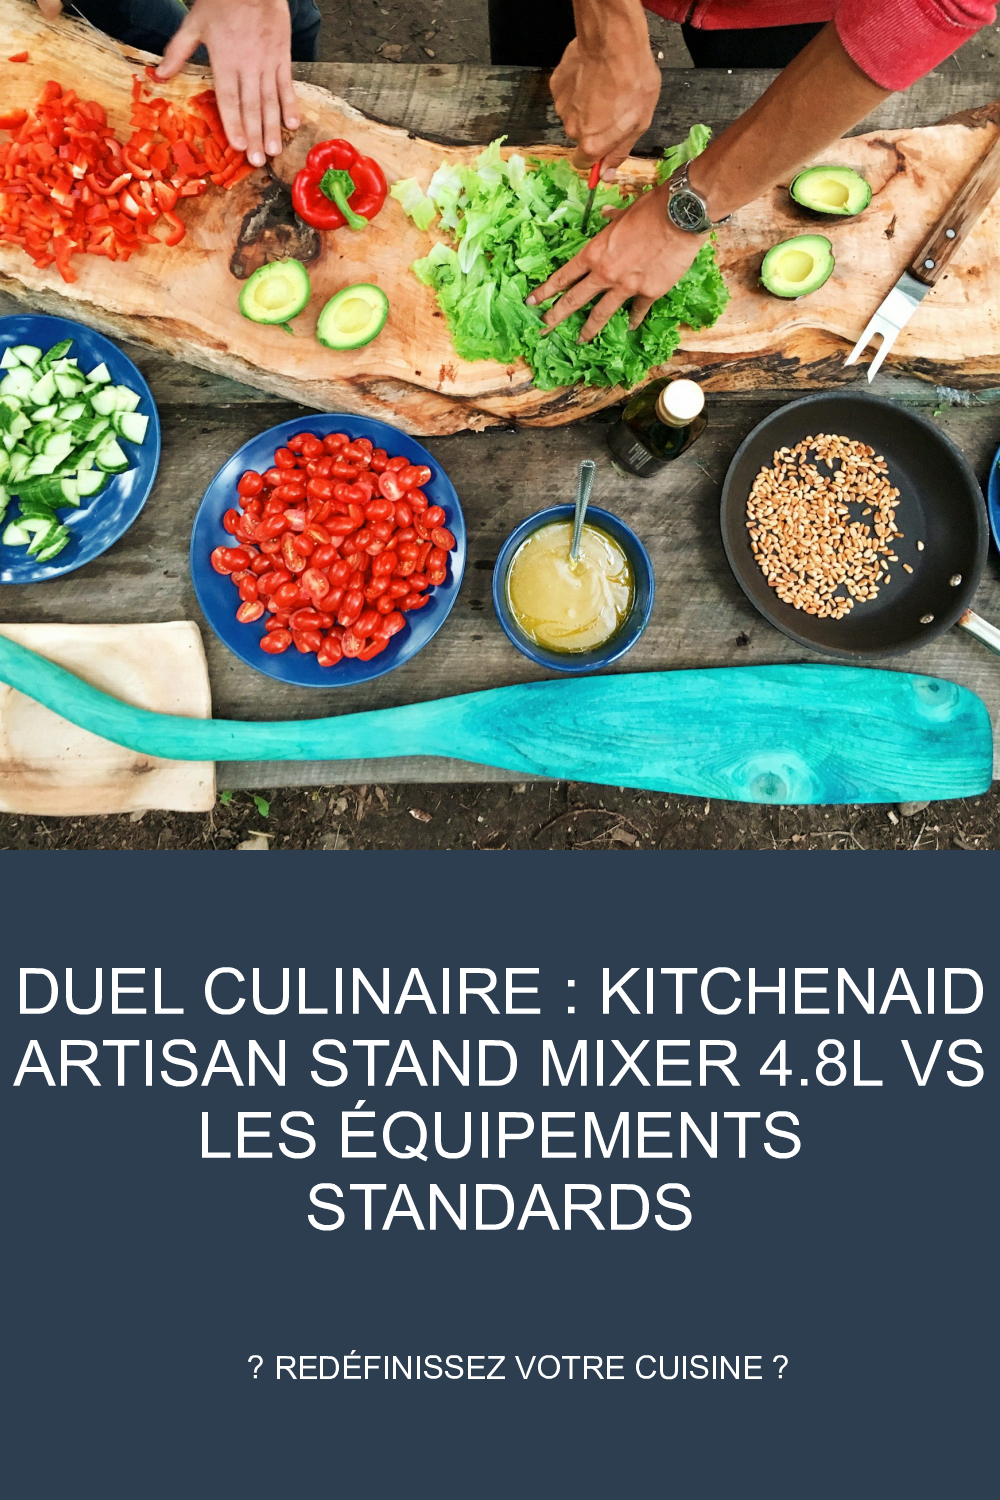 DUEL CULINAIRE : KITCHENAID
ARTISAN STAND MIXER 4.8L VS
LES ÉQUIPEMENTS
STANDARDS
? REDÉFINISSEZ VOTRE CUISINE ?